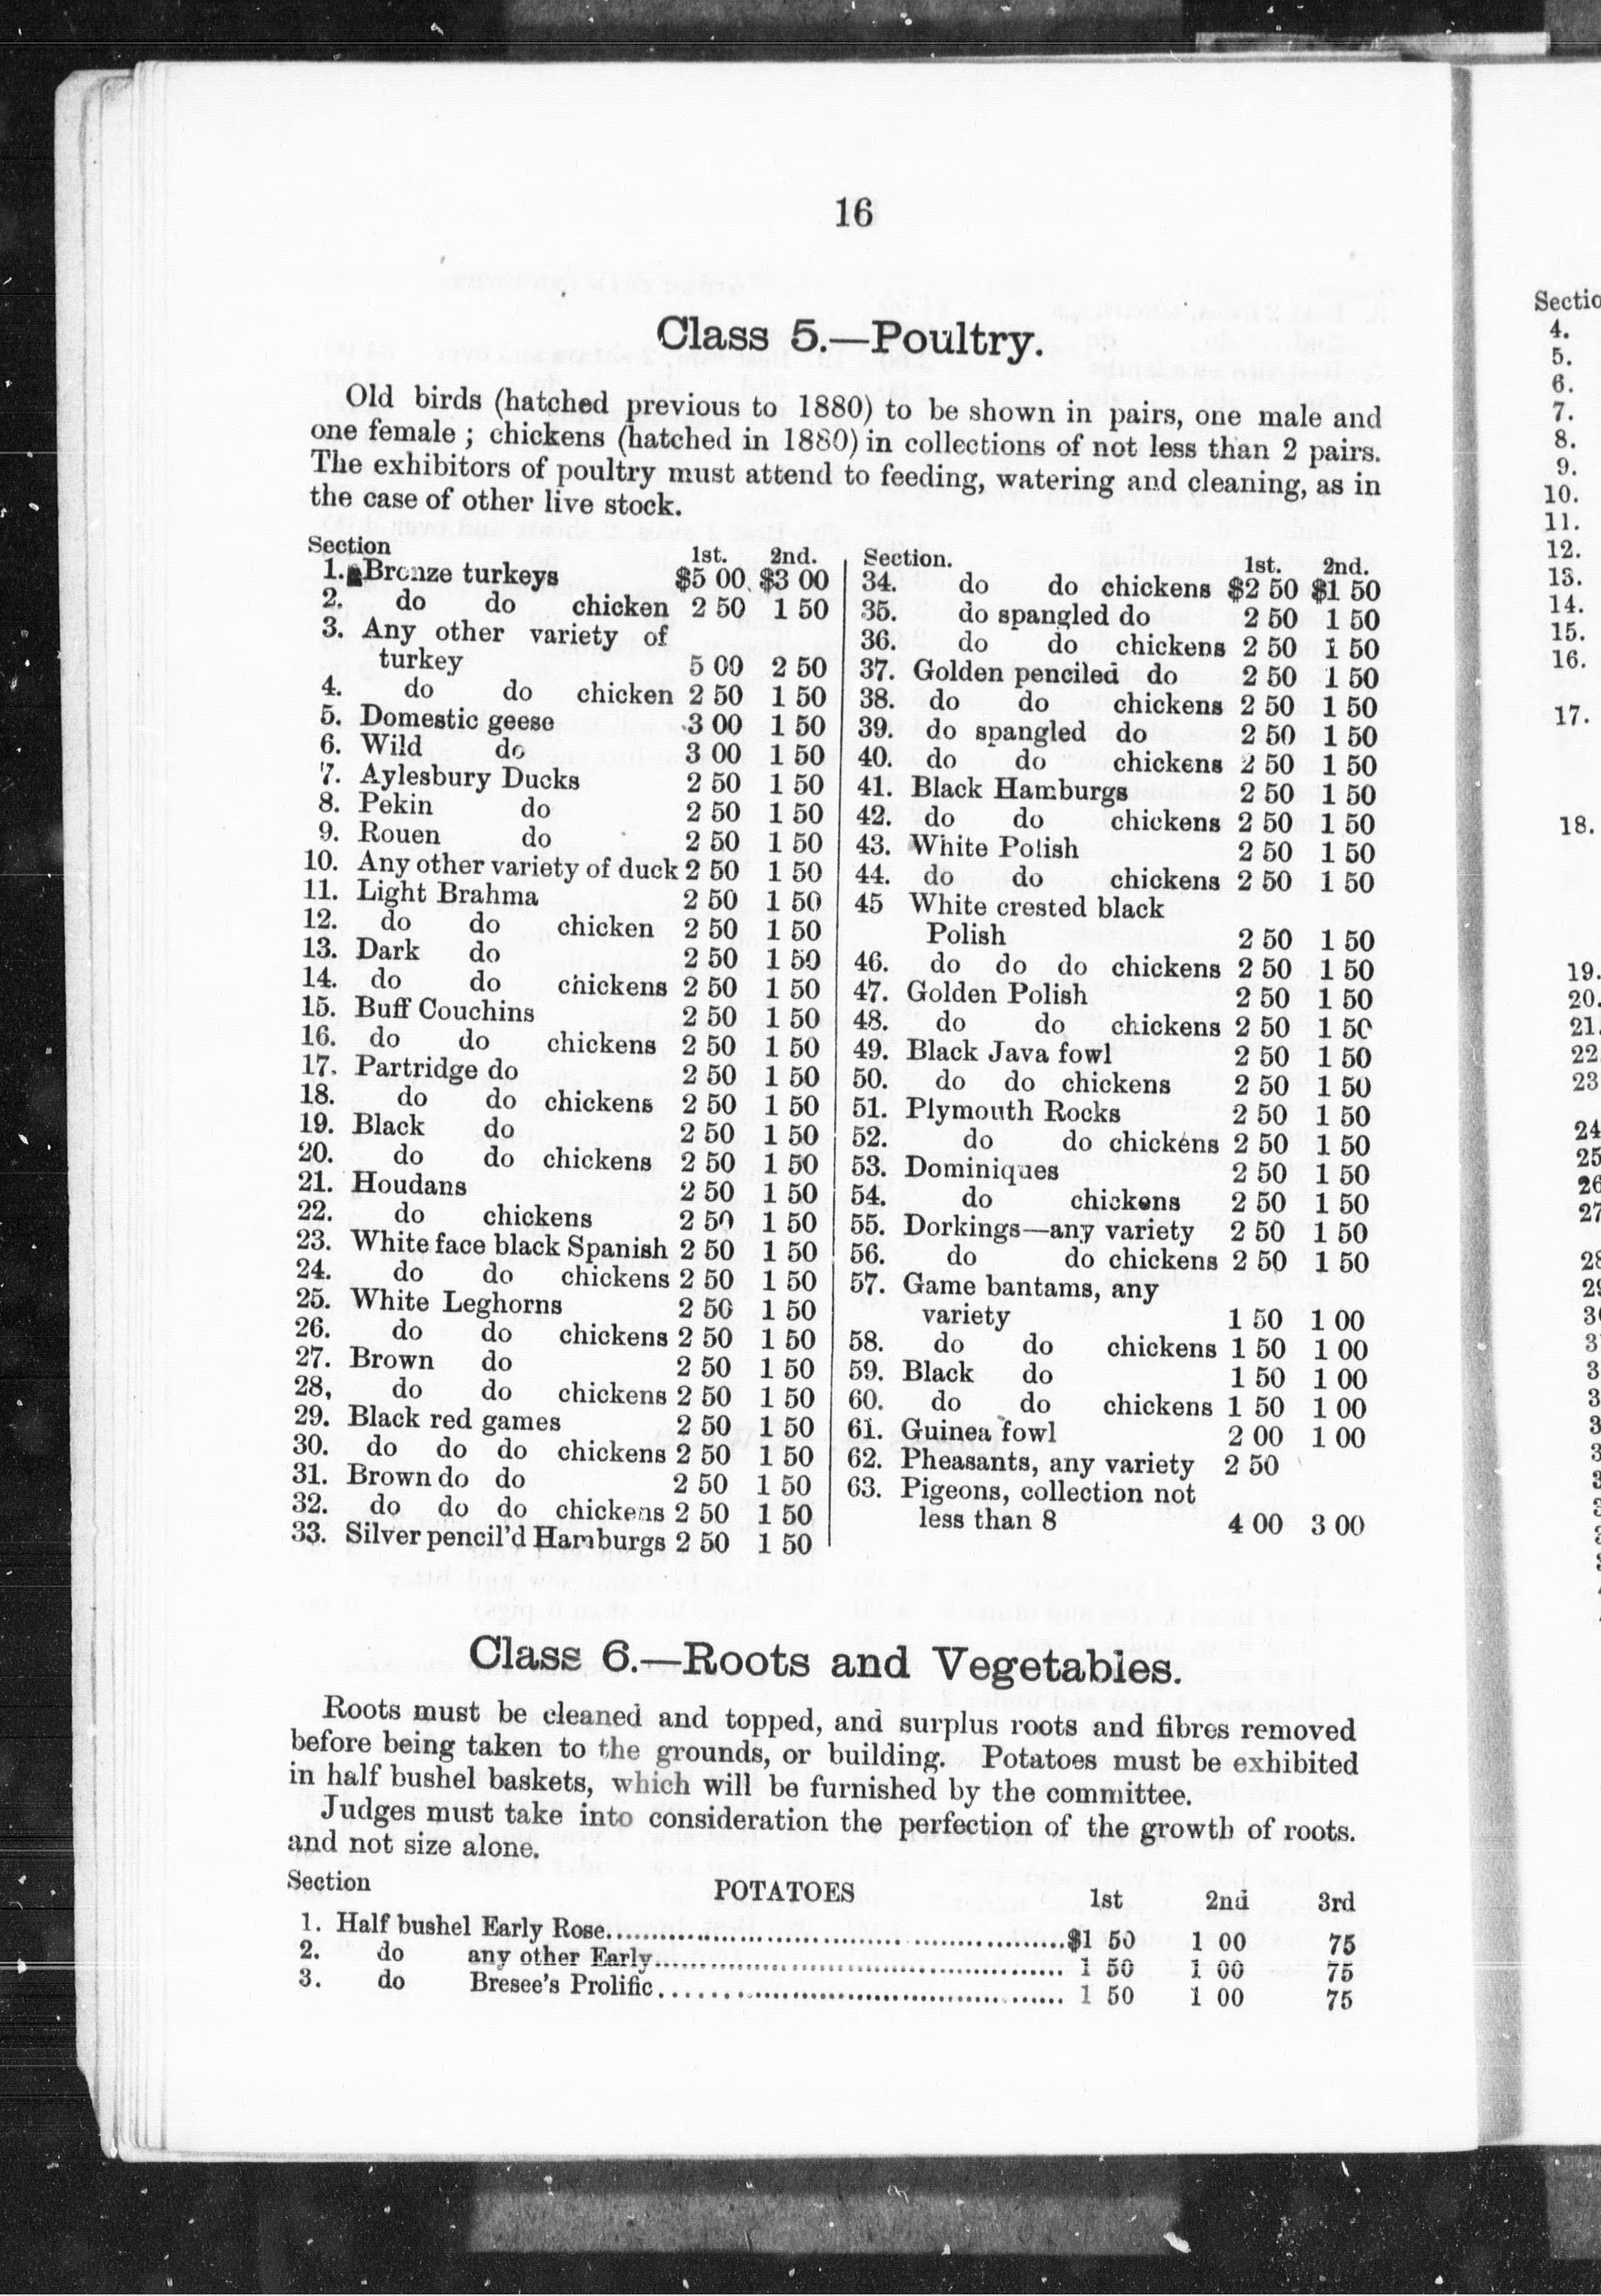 16
Class 5.—Poultry.
Old birds (hatched previous to 1880) to be shown in pairs, one male and
one female ; chickens (hatched in 1880) in collections of not less than 2 pairs.
The exhibitors of poultry must attend to feeding, watering and cleaning, as in
the case of other live stock.
Section 1st. 2nd.
1. Bronze turkeys $5 00 $3 00
2. do do chicken 2 50 1 50
3. Any other variety of
turkey 5 00 2 50
4. do do chicken 2 50 1 50
5. Domestic geese 3 00 1 50
6. Wild do 3 00 1 50
7. Aylesbury Ducks 2 50 1 50
8. Pekin do 2 50 1 50
9. Rouen do 2 50 1 50
10. Any other variety of duck 2 50 1 50
11. Light Brahma 2 50 1 50
12. do do chicken 2 50 1 50
13. Dark do 2 50 1 50
14. do do chickens 2 50 1 50
15. Buff Couchins 2 50 1 50
16. do do chickens 2 50 1 50
17. Partridge do 2 50 1 50
18. do do chickens 2 50 1 50
19. Black do 2 50 1 50
20. do do chickens 2 50 1 50
21. Houdans 2 50 1 50
22. do chickens 2 50 1 50
23. White face black Spanish 2 50 1 50
24. do do chickens 2 50 1 50
25. White Leghorns 2 50 1 50
26. do do chickens 2 50 1 50
27. Brown do 2 50 1 50
28, do do chickens 2 50 1 50
29. Black red games 2 50 1 50
30. do do do chickens 2 50 1 50
31. Brown do do 2 50 1 50
32. do do do chickens 2 50 1 50
33. Silver pencil'd Hamburgs 2 50 1 50
Section. 1st. 2nd.
34. do do chickens $2 50 $1 50
35. do spangled do 2 50 1 50
36. do do chickens 2 50 1 50
37. Golden penciled do 2 50 1 50
38. do do chickens 2 50 1 50
39. do spangled do 2 50 1 50
40. do do chickens 2 50 1 50
41. Black Hamburgs 2 50 1 50
42. do do chickens 2 50 1 50
43. White Polish 2 50 1 50
44. do do chickens 2 50 1 50
45 White crested black
Polish 2 50 1 50
46. do do do chickens 2 50 1 50
47. Golden Polish 2 50 1 50
48. do do chickens 2 50 1 50
49. Black Java fowl 2 50 1 50
50. do do chickens 2 50 1 50
51. Plymouth Rocks 2 50 1 50
52. do do chickens 2 50 1 50
53. Dominiques 2 50 1 50
54. do chickens 2 50 1 50
55. Dorkings—any variety 2 50 1 50
56. do do chickens 2 50 1 50
57. Game bantams, any
variety 1 50 1 00
58. do do chickens 1 50 1 00
59. Black do 1 50 1 00
60. do do chickens 1 50 1 00
61. Guinea fowl 2 00 1 00
62. Pheasants, any variety 2 50
63. Pigeons, collection not
less than 8 4 00 3 00
Class 6.—Roots and Vegetables.
Roots must be cleaned and topped, and surplus roots and fibres removed
before being taken to the grounds, or building. Potatoes must be exhibited
in half bushel baskets, which will be furnished by the committee.
Judges must take into consideration the perfection of the growth of roots.
and not size alone.
Section POTATOES 1st 2nd 3rd
1. Half bushel Early Rose........ $1 50 1 00 75
2. do any other Early........ 1 50 1 00 75
3. do Bresee's Prolific........ 1 50 1 00 75
4.
5.
6.
7.
8.
9.
10.
11.
12.
13.
14.
15.
16.
17.
18.
19.
20.
21.
22
23
24
25
26
27